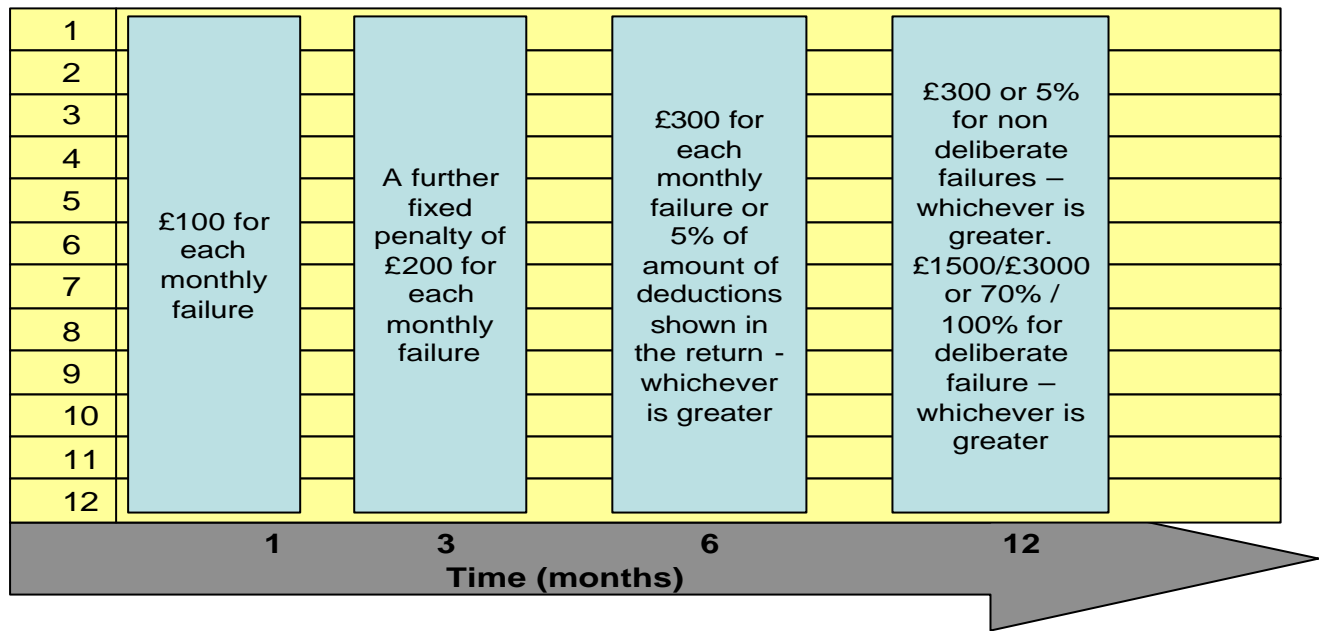 1
2
3
4
5
6
7
8
9
10
11
12
£100 for
each
monthly
failure
A further
fixed
penalty of
£200 for
each
monthly
failure
£300 for
each
monthly
failure or
5% of
amount of
deductions
shown in
the return -
whichever
is greater
£300 or 5%
for non
deliberate
failures –
whichever is
greater.
£1500/£3000
or 70% /
100% for
deliberate
failure –
whichever is
greater
1 3 6 12
Time (months)